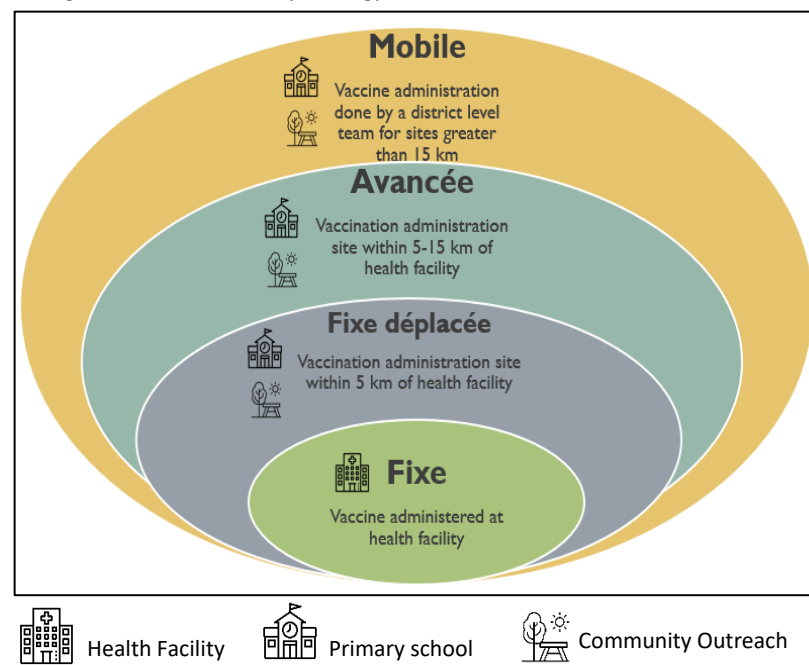 Mobile
Vaccine administration
done by a district level
team for sites greater
than 15 km
Avancée
Vaccination administration
site within 5-15 km of
health facility
Fixe déplacée
Vaccination administration site
within 5 km of health facility
Fixe
Vaccine administered at
health facility
Health Facility
Primary school
Community Outreach